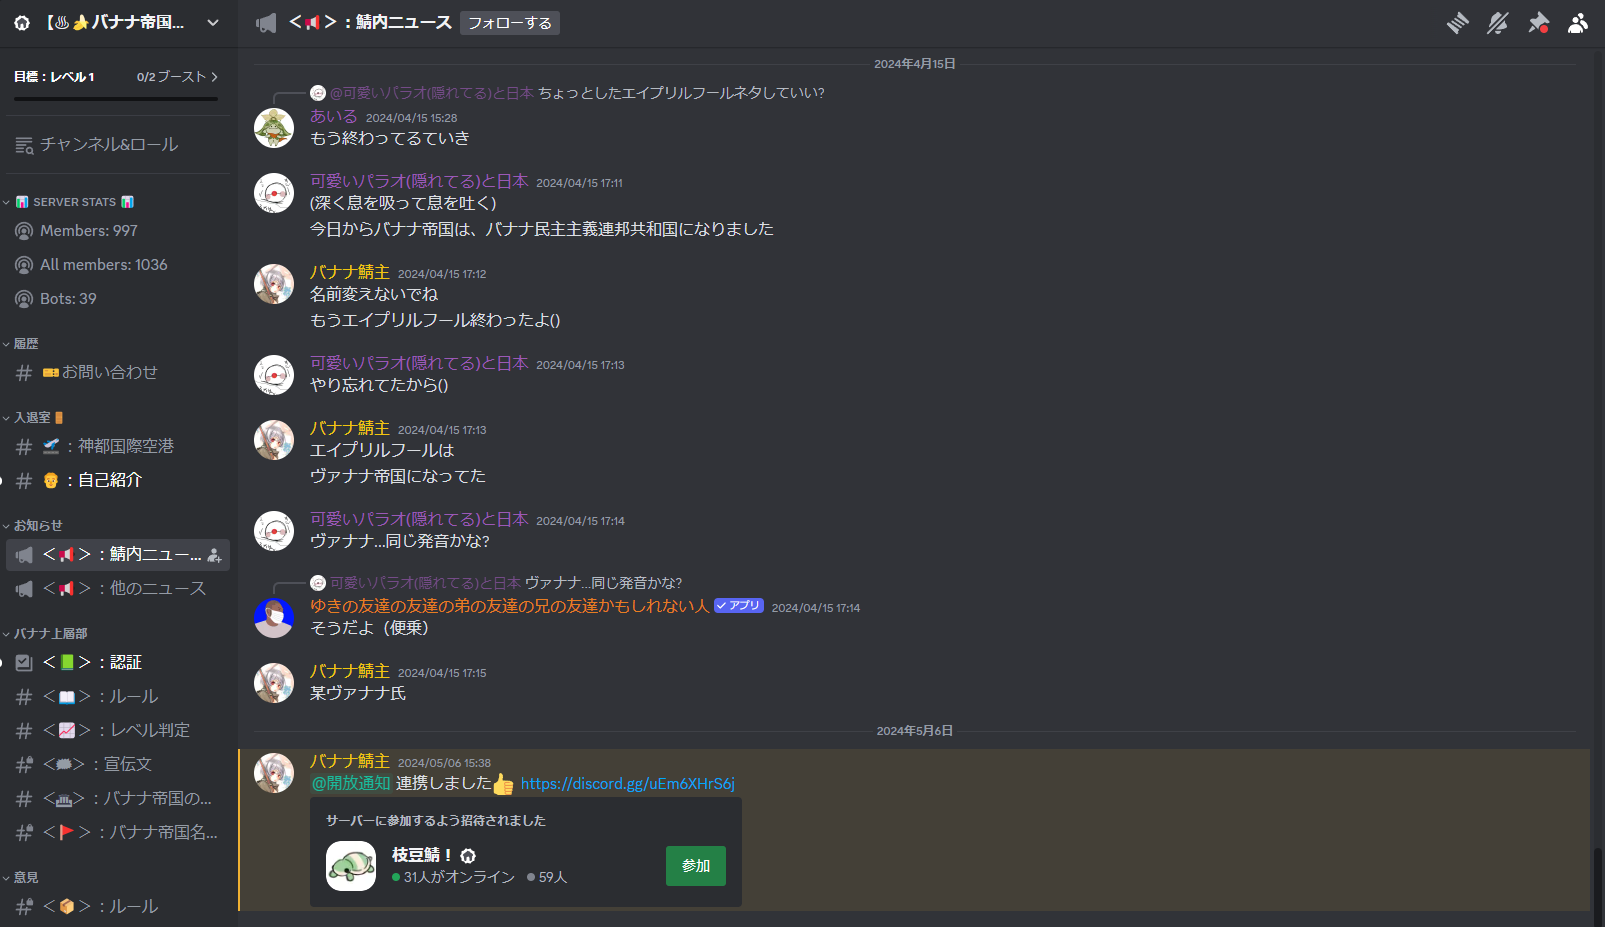 【♨️🍌バナナ帝国...
目標：レベル1
0/2 ブースト
チャンネル&ロール
📊 SERVER STATS 📊
Members: 997
All members: 1036
Bots: 39
履歴
🎫お問い合わせ
入退室🚪
🛫：神都国際空港
👴：自己紹介
お知らせ
＜📢＞：鯖内ニュー...
＜📢＞：他のニュース
バナナ上層部
＜📗＞：認証
＜📖＞：ルール
＜📈＞：レベル判定
＜🗯＞：宣伝文
＜🏛＞：バナナ帝国の...
＜🚩＞：バナナ帝国名...
意見
＜📦＞：ルール
＜📢＞：鯖内ニュース
フォローする
2024年4月15日
@可愛いパラオ(隠れてる)と日本 ちょっとしたエイプリルフールネタしていい?
あいる 2024/04/15 15:28
もう終わってるていき
可愛いパラオ(隠れてる)と日本 2024/04/15 17:11
(深く息を吸って息を吐く)
今日からバナナ帝国は、バナナ民主主義連邦共和国になりました
バナナ鯖主 2024/04/15 17:12
名前変えないでね
もうエイプリルフール終わったよ()
可愛いパラオ(隠れてる)と日本 2024/04/15 17:13
やり忘れてたから()
バナナ鯖主 2024/04/15 17:13
エイプリルフールは
ヴァナナ帝国になってた
可愛いパラオ(隠れてる)と日本 2024/04/15 17:14
ヴァナナ...同じ発音かな?
可愛いパラオ(隠れてる)と日本 ヴァナナ...同じ発音かな?
ゆきの友達の友達の弟の友達の兄の友達かもしれない人 ✓ アプリ 2024/04/15 17:14
そうだよ（便乗）
バナナ鯖主 2024/04/15 17:15
某ヴァナナ氏
2024年5月6日
バナナ鯖主 2024/05/06 15:38
@開放通知 連携しました👍 https://discord.gg/uEm6XHrS6j
サーバーに参加するよう招待されました
枝豆鯖！
31人がオンライン 59人
参加